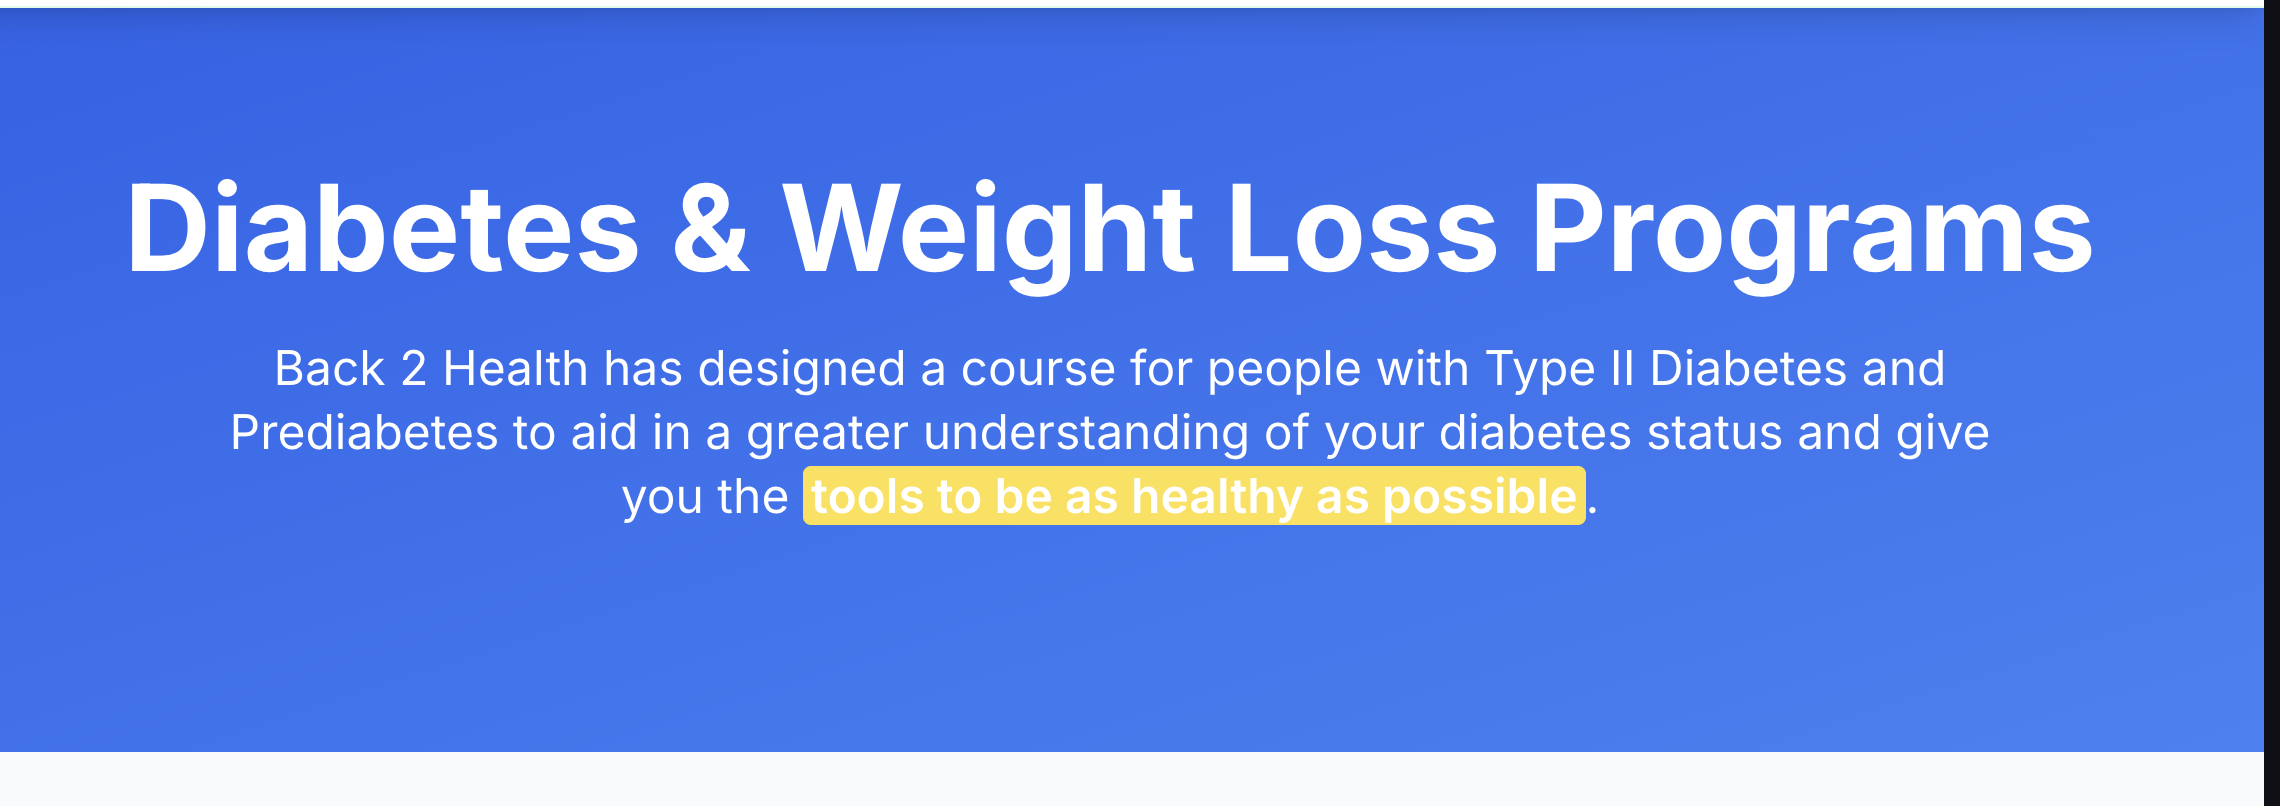 Diabetes & Weight Loss Programs
Back 2 Health has designed a course for people with Type II Diabetes and
Prediabetes to aid in a greater understanding of your diabetes status and give
you the tools to be as healthy as possible.